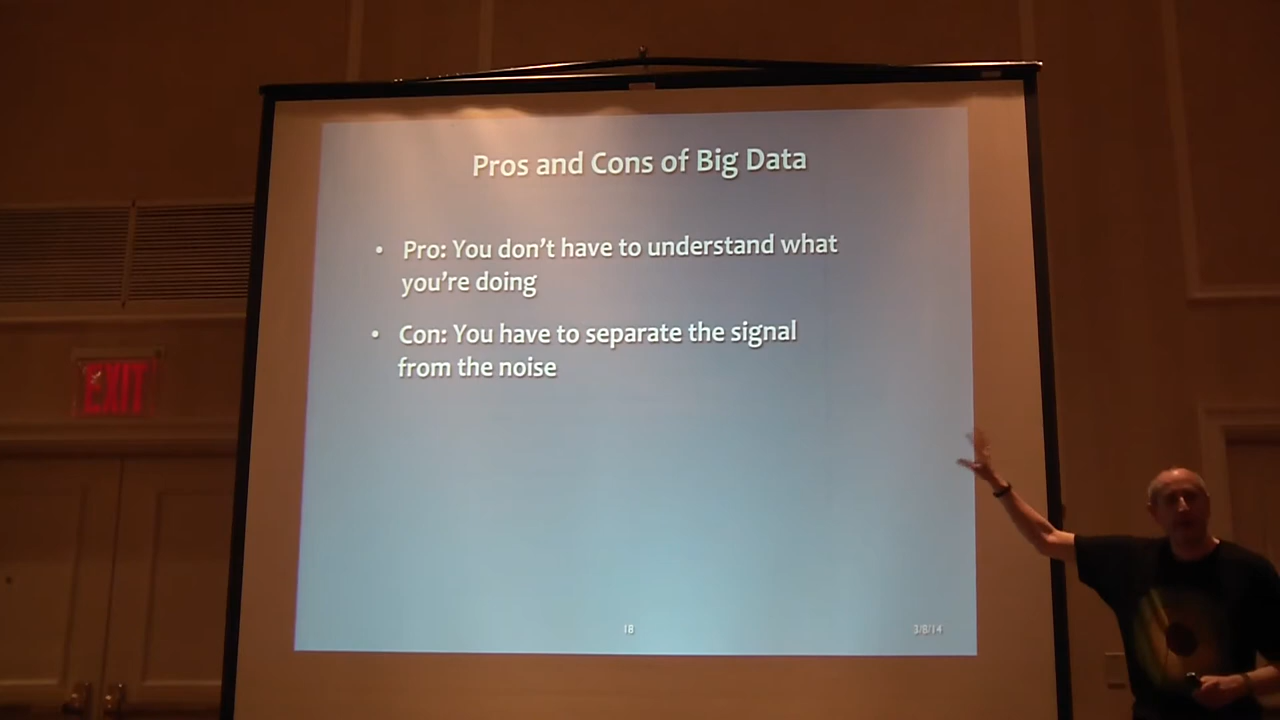 Pros and Cons of Big Data
• Pro: You don't have to understand what
you're doing
• Con: You have to separate the signal
from the noise
18
3/8/14
EXIT